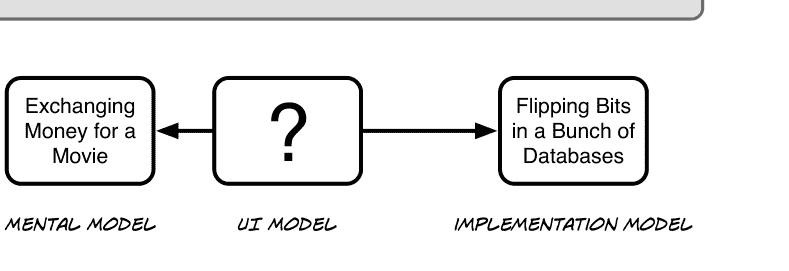 Exchanging
Money for a
Movie
?
Flipping Bits
in a Bunch of
Databases
MENTAL MODEL
UI MODEL
IMPLEMENTATION MODEL